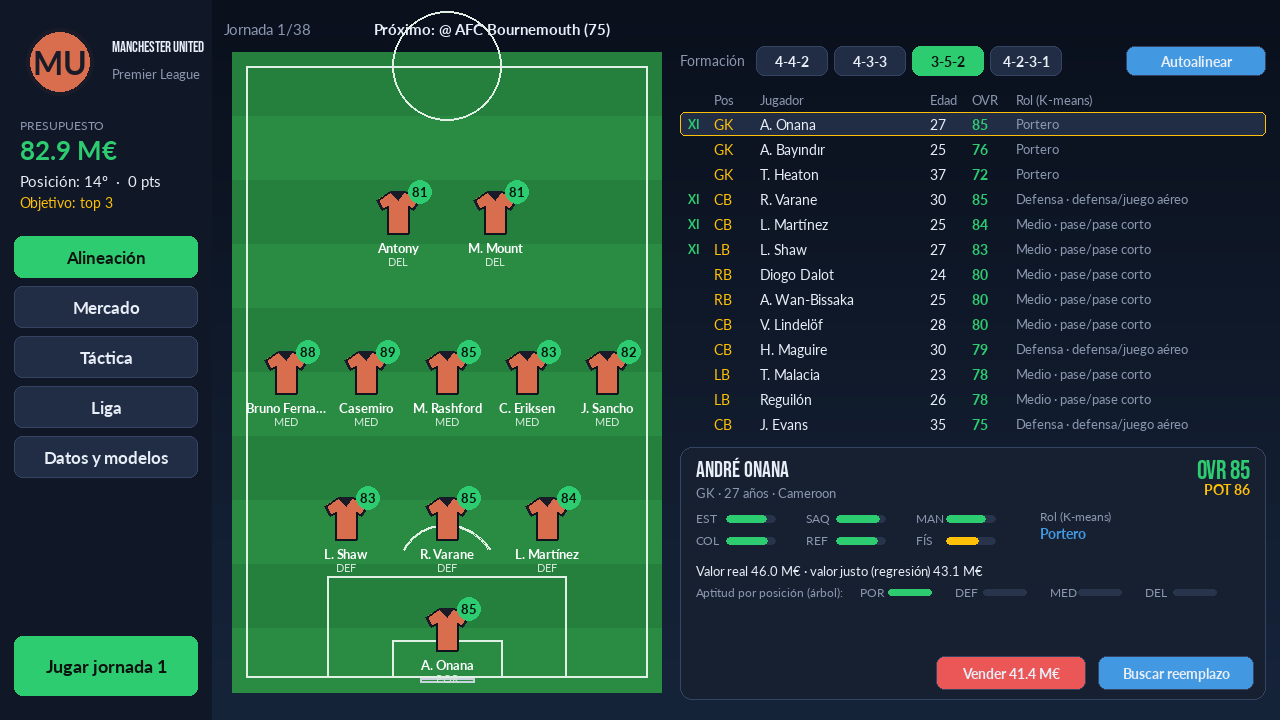 MU
MANCHESTER UNITED
Premier League
PRESUPUESTO
82.9 M€
Posición: 14° · 0 pts
Objetivo: top 3
Alineación
Mercado
Táctica
Liga
Datos y modelos
Jugar jornada 1
Jornada 1/38
Próximo: @ AFC Bournemouth (75)
81
Antony
DEL
81
M. Mount
DEL
88
Bruno Ferna...
MED
89
Casemiro
MED
85
M. Rashford
MED
83
C. Eriksen
MED
82
J. Sancho
MED
83
L. Shaw
DEF
85
R. Varane
DEF
84
L. Martínez
DEF
85
A. Onana
Formación
4-4-2
4-3-3
3-5-2
4-2-3-1
Autoalinear
Pos Jugador Edad OVR Rol (K-means)
XI GK A. Onana 27 85 Portero
GK A. Bayındır 25 76 Portero
GK T. Heaton 37 72 Portero
XI CB R. Varane 30 85 Defensa · defensa/juego aéreo
XI CB L. Martínez 25 84 Medio · pase/pase corto
XI LB L. Shaw 27 83 Medio · pase/pase corto
RB Diogo Dalot 24 80 Medio · pase/pase corto
RB A. Wan-Bissaka 25 80 Medio · pase/pase corto
CB V. Lindelöf 28 80 Medio · pase/pase corto
CB H. Maguire 30 79 Defensa · defensa/juego aéreo
LB T. Malacia 23 78 Medio · pase/pase corto
LB Reguilón 26 78 Medio · pase/pase corto
CB J. Evans 35 75 Defensa · defensa/juego aéreo
ANDRÉ ONANA
OVR 85
GK · 27 años · Cameroon
POT 86
EST SAQ MAN
Rol (K-means)
COL REF FÍS
Portero
Valor real 46.0 M€ · valor justo (regresión) 43.1 M€
Aptitud por posición (árbol): POR DEF MED DEL
Vender 41.4 M€
Buscar reemplazo